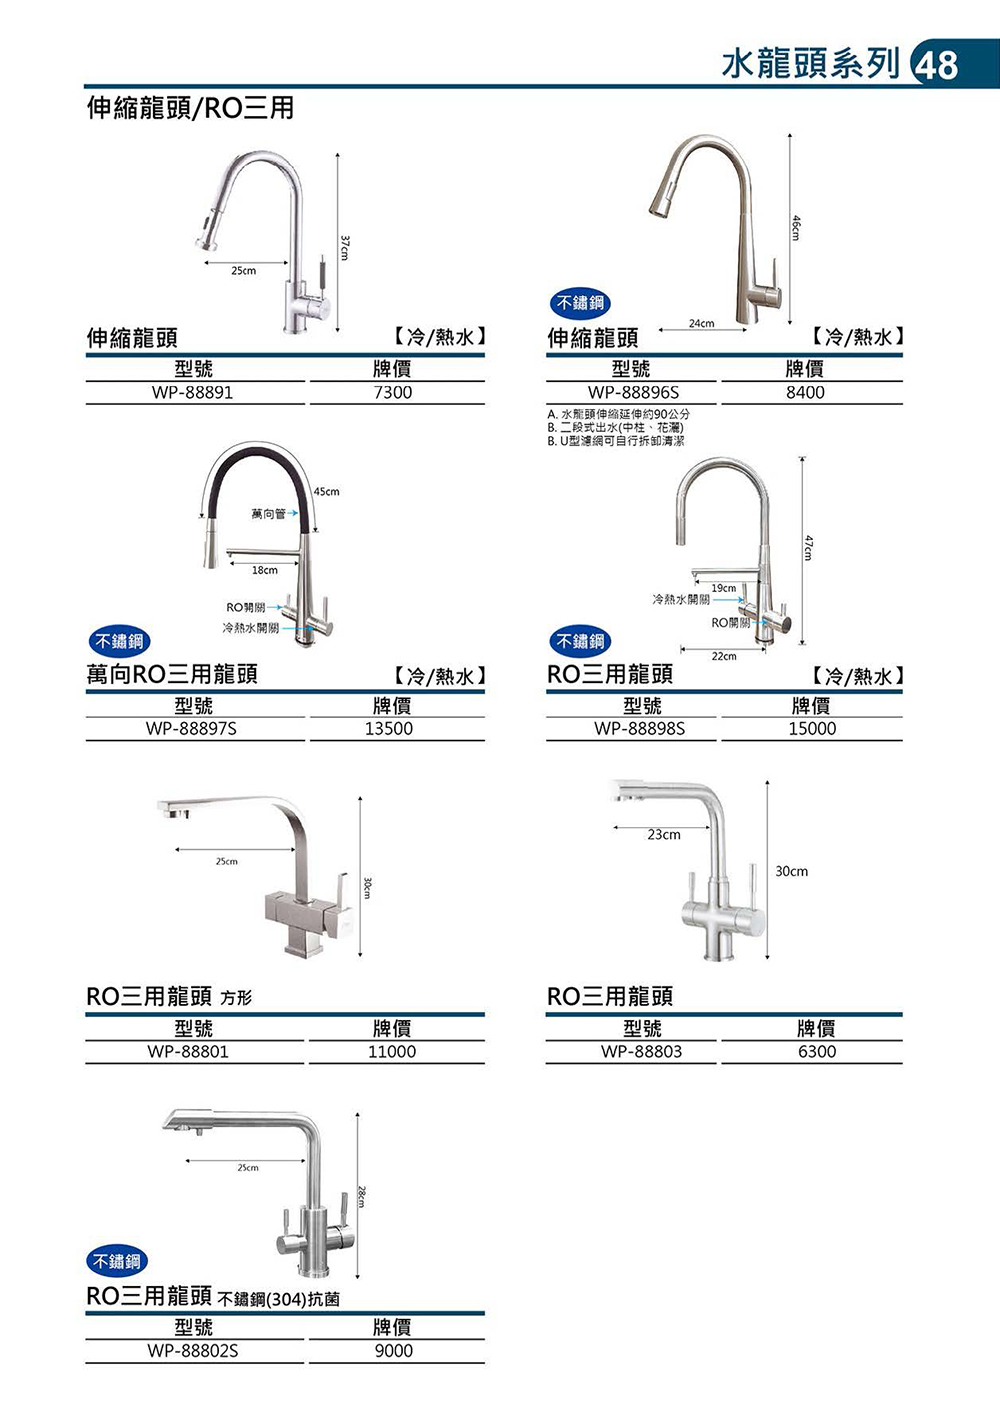 水龍頭系列 48
伸縮龍頭/RO三用
37cm
25cm
伸縮龍頭 【冷/熱水】
型號 牌價
WP-88891 7300
46cm
不鏽鋼
24cm
伸縮龍頭 【冷/熱水】
型號 牌價
WP-88896S 8400
A. 水龍頭伸縮延伸約90公分
B. 二段式出水(中柱、花灑)
B. U型濾網可自行拆卸清潔
45cm
萬向管
18cm
RO開關
冷熱水開關
不鏽鋼
萬向RO三用龍頭 【冷/熱水】
型號 牌價
WP-88897S 13500
47cm
19cm
冷熱水開關
RO開關
不鏽鋼
22cm
RO三用龍頭 【冷/熱水】
型號 牌價
WP-88898S 15000
25cm
30cm
RO三用龍頭 方形
型號 牌價
WP-88801 11000
23cm
30cm
RO三用龍頭
型號 牌價
WP-88803 6300
25cm
28cm
不鏽鋼
RO三用龍頭 不鏽鋼(304)抗菌
型號 牌價
WP-88802S 9000